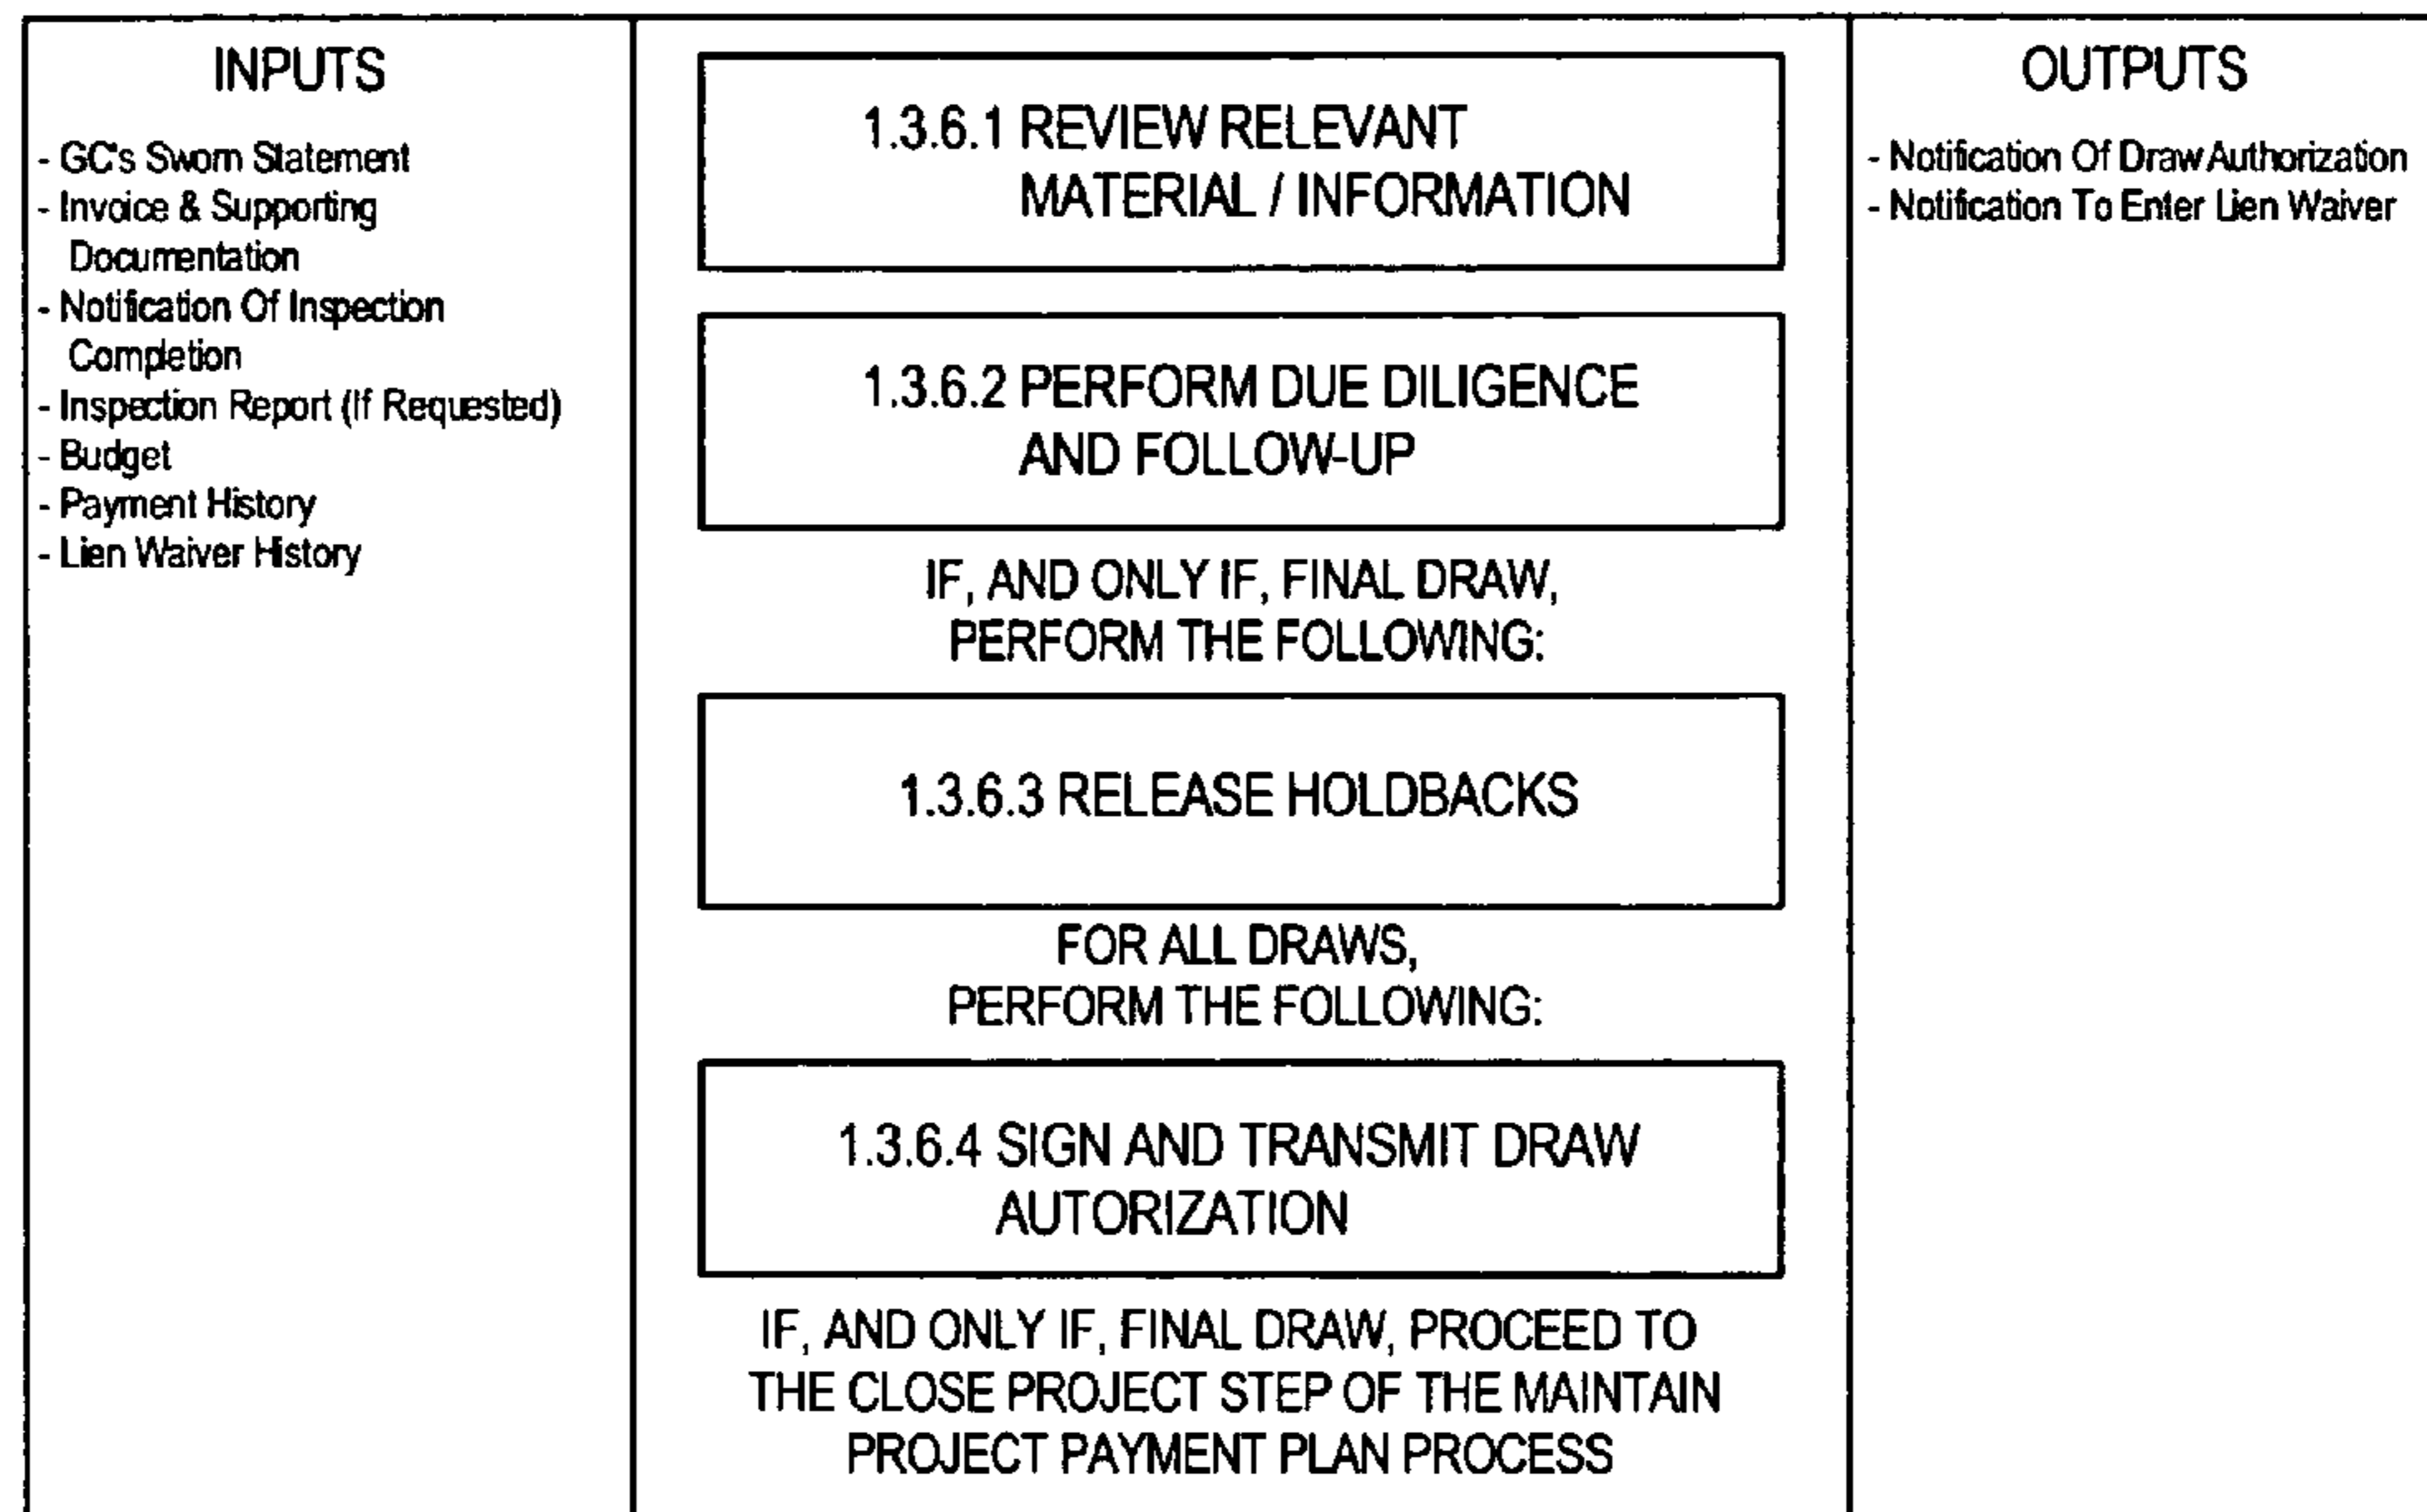 INPUTS
- GC's Sworn Statement
- Invoice & Supporting
Documentation
- Notification Of Inspection
Completion
- Inspection Report (If Requested)
- Budget
- Payment History
- Lien Waiver History
1.3.6.1 REVIEW RELEVANT
MATERIAL / INFORMATION
1.3.6.2 PERFORM DUE DILIGENCE
AND FOLLOW-UP
IF, AND ONLY IF, FINAL DRAW,
PERFORM THE FOLLOWING:
1.3.6.3 RELEASE HOLDBACKS
FOR ALL DRAWS,
PERFORM THE FOLLOWING:
1.3.6.4 SIGN AND TRANSMIT DRAW
AUTORIZATION
IF, AND ONLY IF, FINAL DRAW, PROCEED TO
THE CLOSE PROJECT STEP OF THE MAINTAIN
PROJECT PAYMENT PLAN PROCESS
OUTPUTS
- Notification Of Draw Authorization
- Notification To Enter Lien Waiver